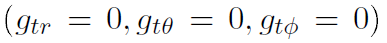 (g_{tr} = 0, g_{tθ} = 0, g_{tϕ} = 0)